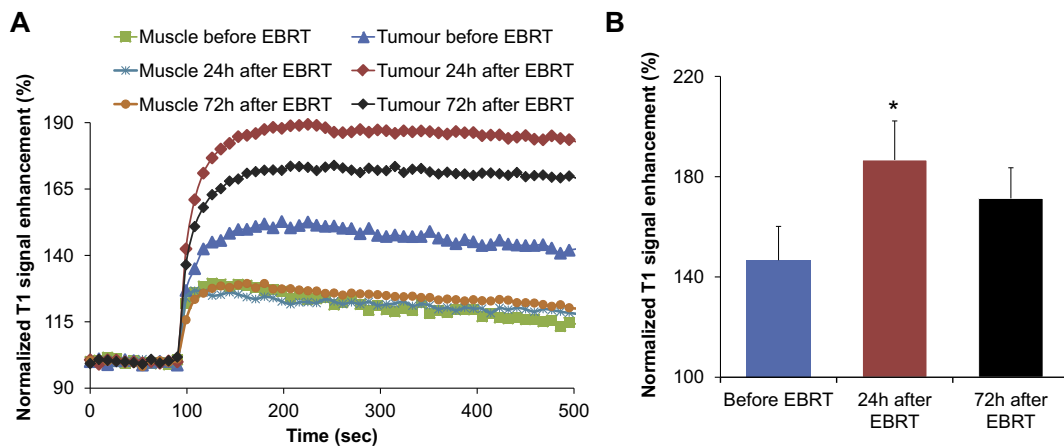 A
Normalized T1 signal enhancement (%)
Muscle before EBRT
Tumour before EBRT
Muscle 24h after EBRT
Tumour 24h after EBRT
Muscle 72h after EBRT
Tumour 72h after EBRT
190
165
140
115
90
0
100
200
300
400
500
Time (sec)
B
Normalized T1 signal enhancement (%)
220
180
140
100
*
Before EBRT
24h after
EBRT
72h after
EBRT